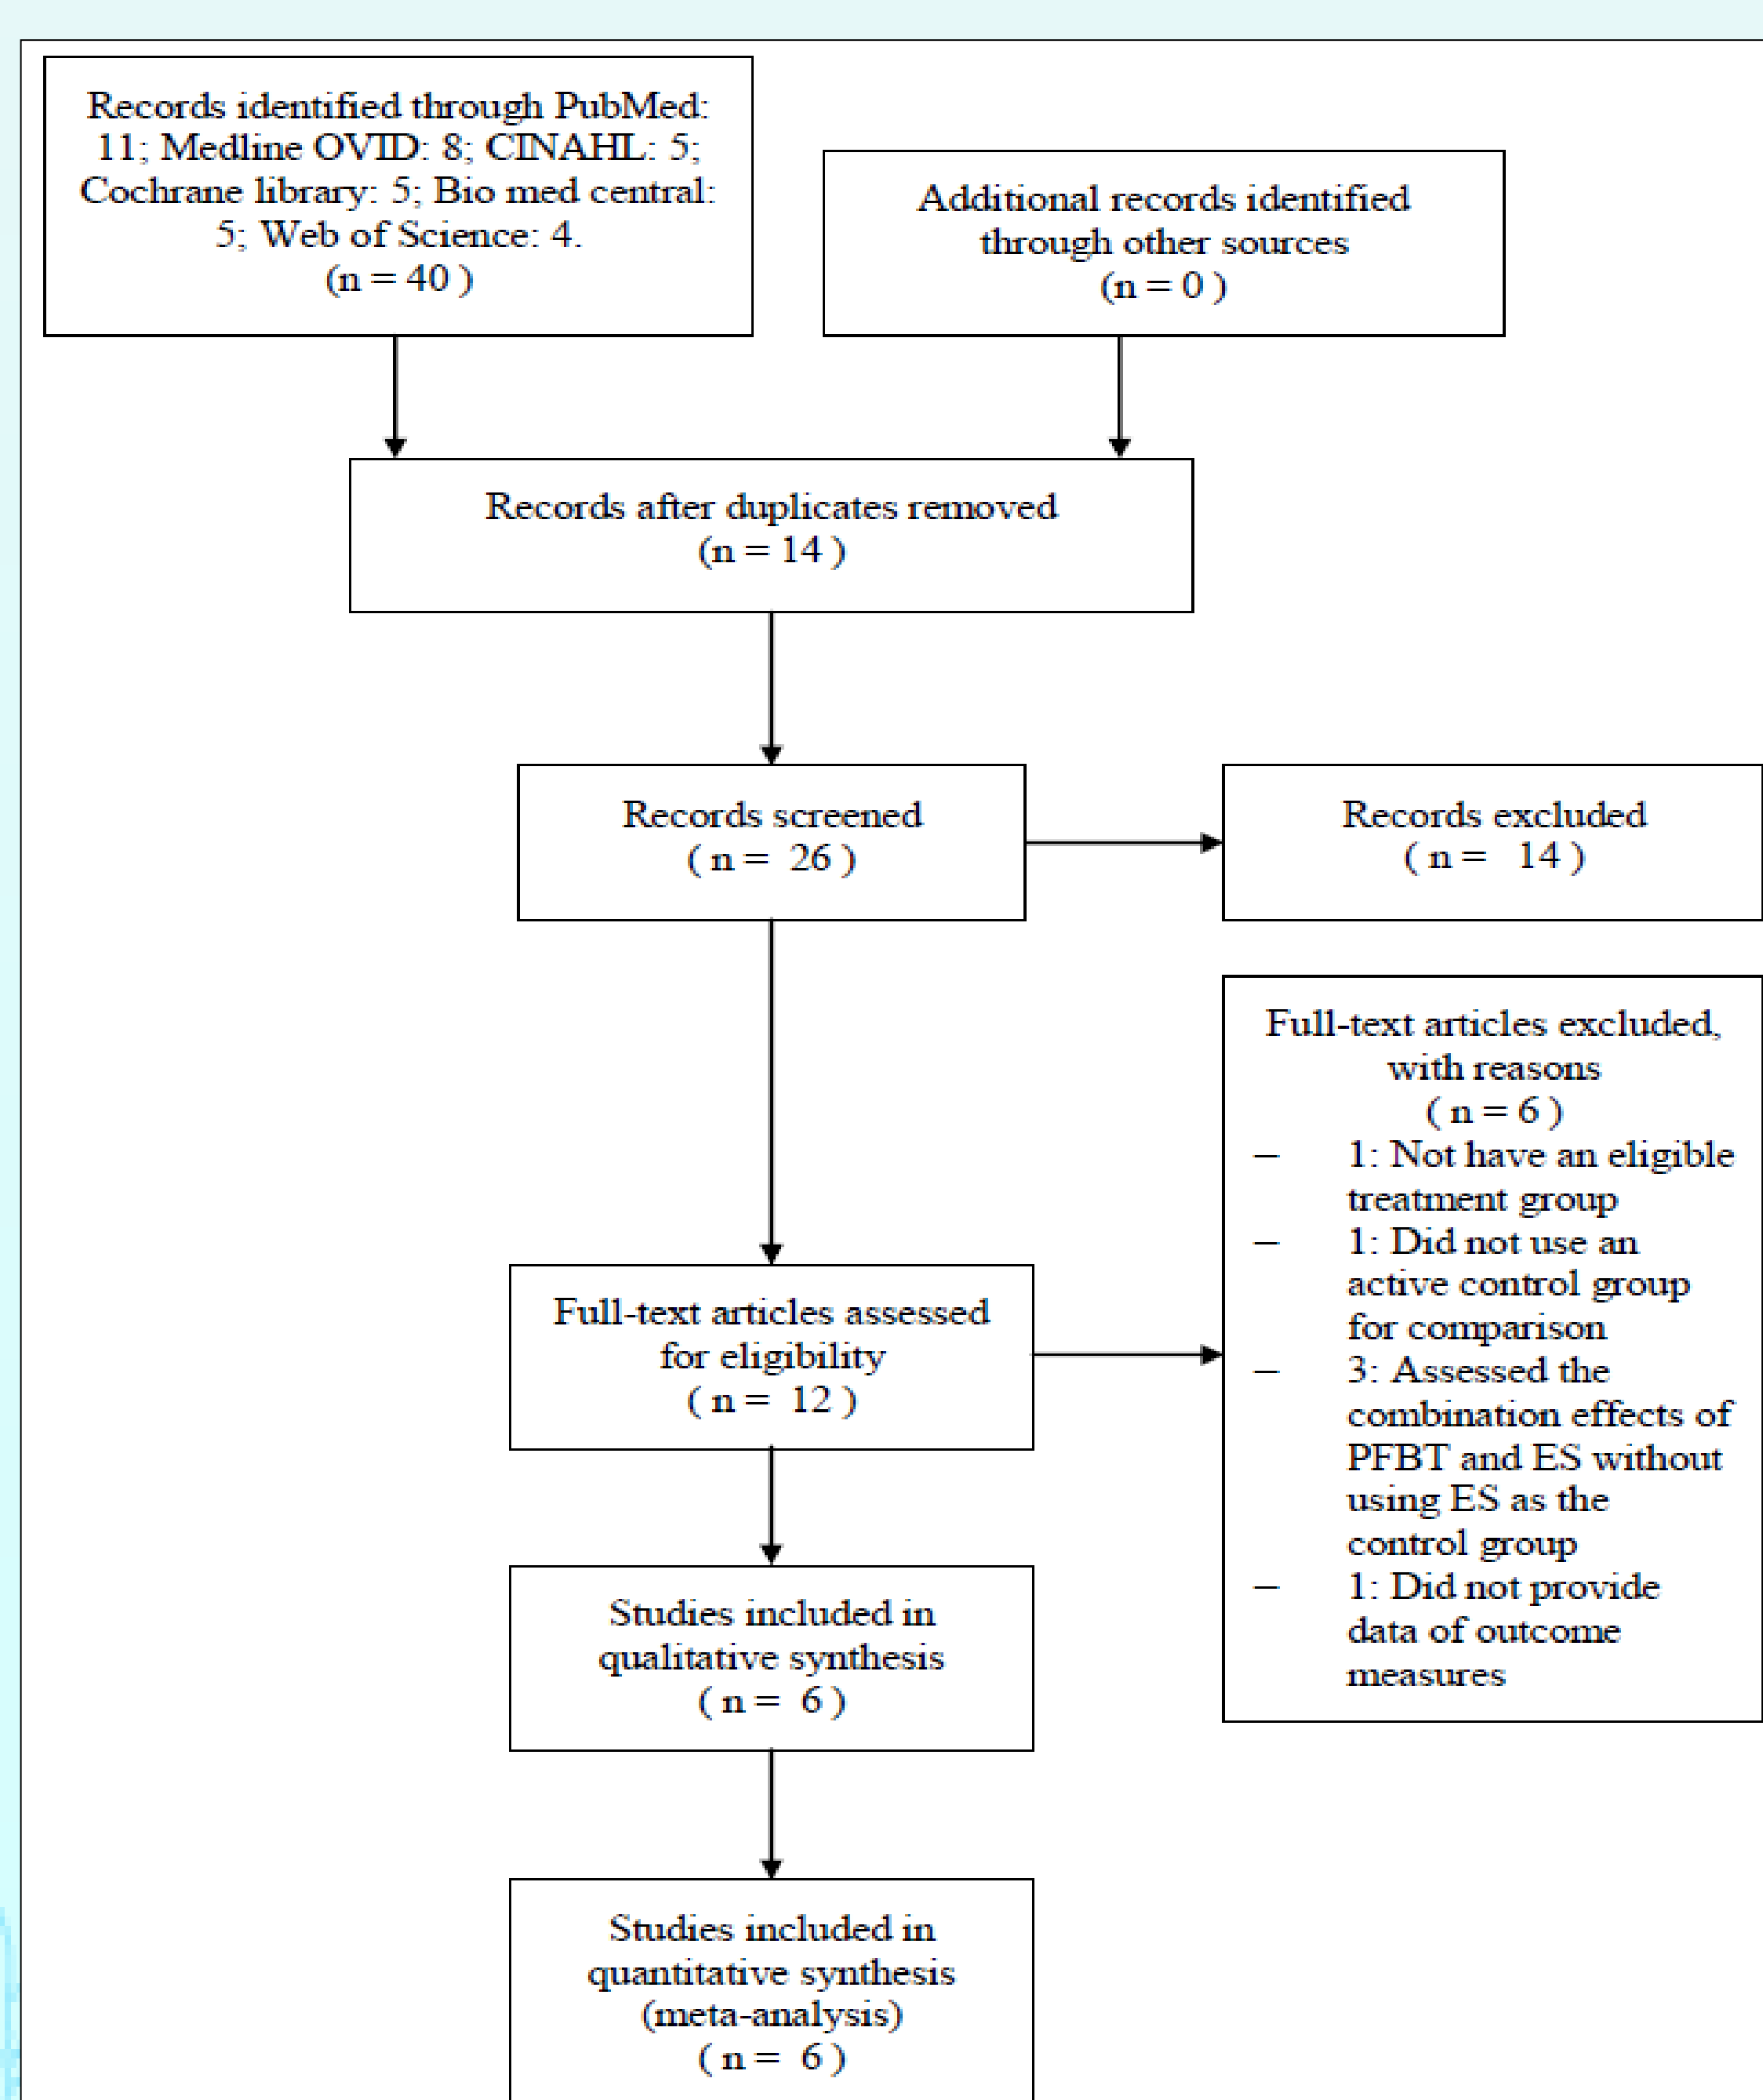 Records identified through PubMed:
11; Medline OVID: 8; CINAHL: 5;
Cochrane library: 5; Bio med central:
5; Web of Science: 4.
(n = 40 )
Additional records identified
through other sources
(n = 0 )
Records after duplicates removed
(n = 14 )
Records screened
( n = 26 )
Records excluded
( n = 14 )
Full-text articles excluded,
with reasons
( n = 6 )
– 1: Not have an eligible
treatment group
– 1: Did not use an
active control group
for comparison
– 3: Assessed the
combination effects of
PFBT and ES without
using ES as the
control group
– 1: Did not provide
data of outcome
measures
Full-text articles assessed
for eligibility
( n = 12 )
Studies included in
qualitative synthesis
( n = 6 )
Studies included in
quantitative synthesis
(meta-analysis)
( n = 6 )